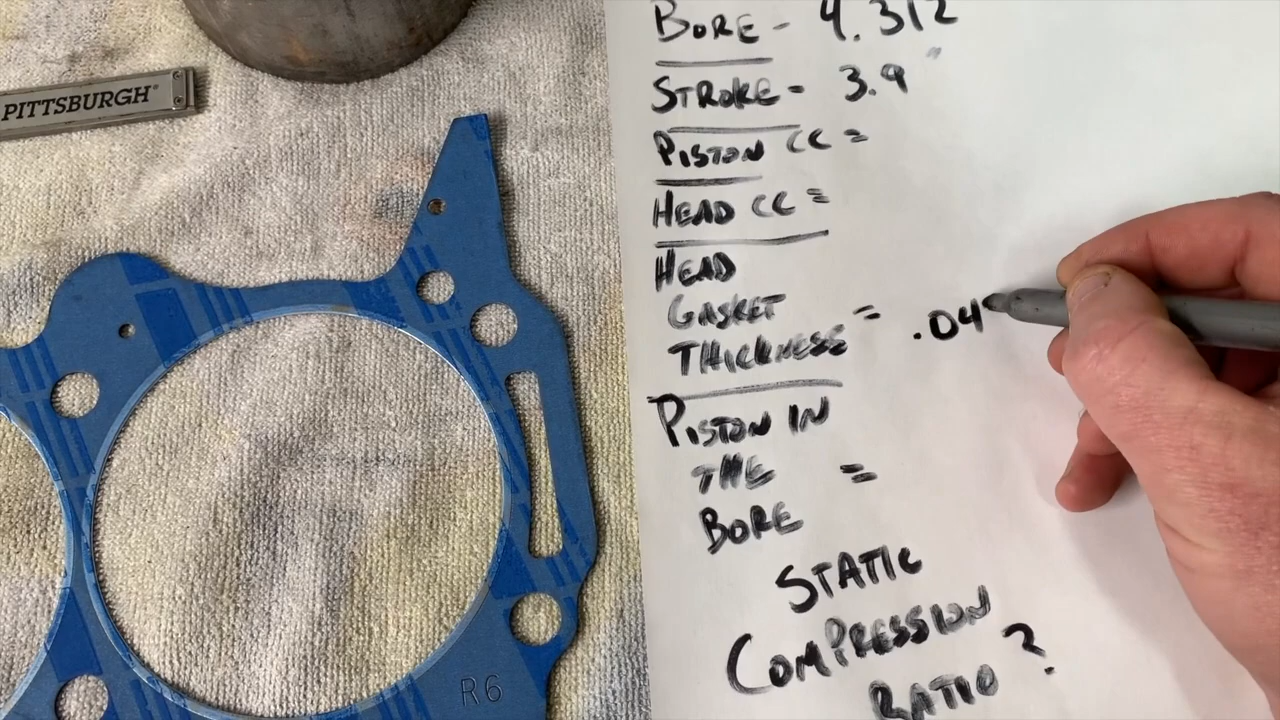 PITTSBURGH®
R6
BORE - 4.312
STROKE - 3.9"
PISTON CC =
HEAD CC =
HEAD
GASKET
THICKNESS = .04
PISTON IN
THE =
BORE
STATIC
COMPRESSION
RATIO?